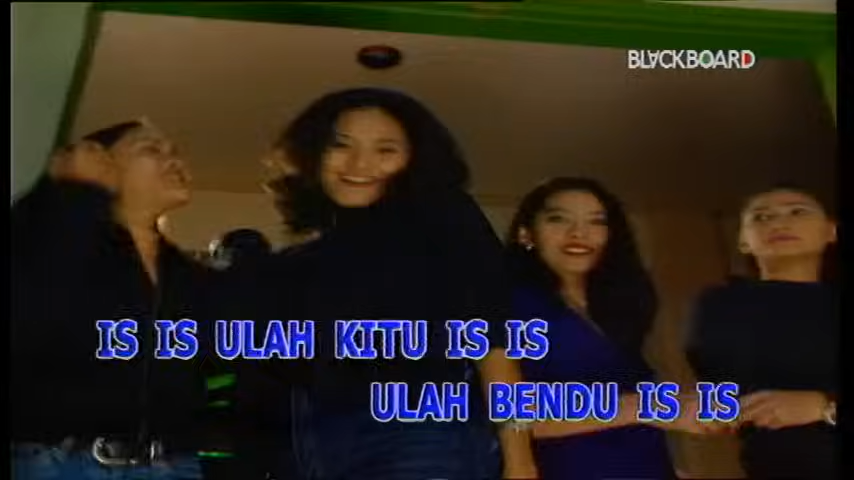 BLACKBOARD
IS IS ULAH KITU IS IS
ULAH BENDU IS IS